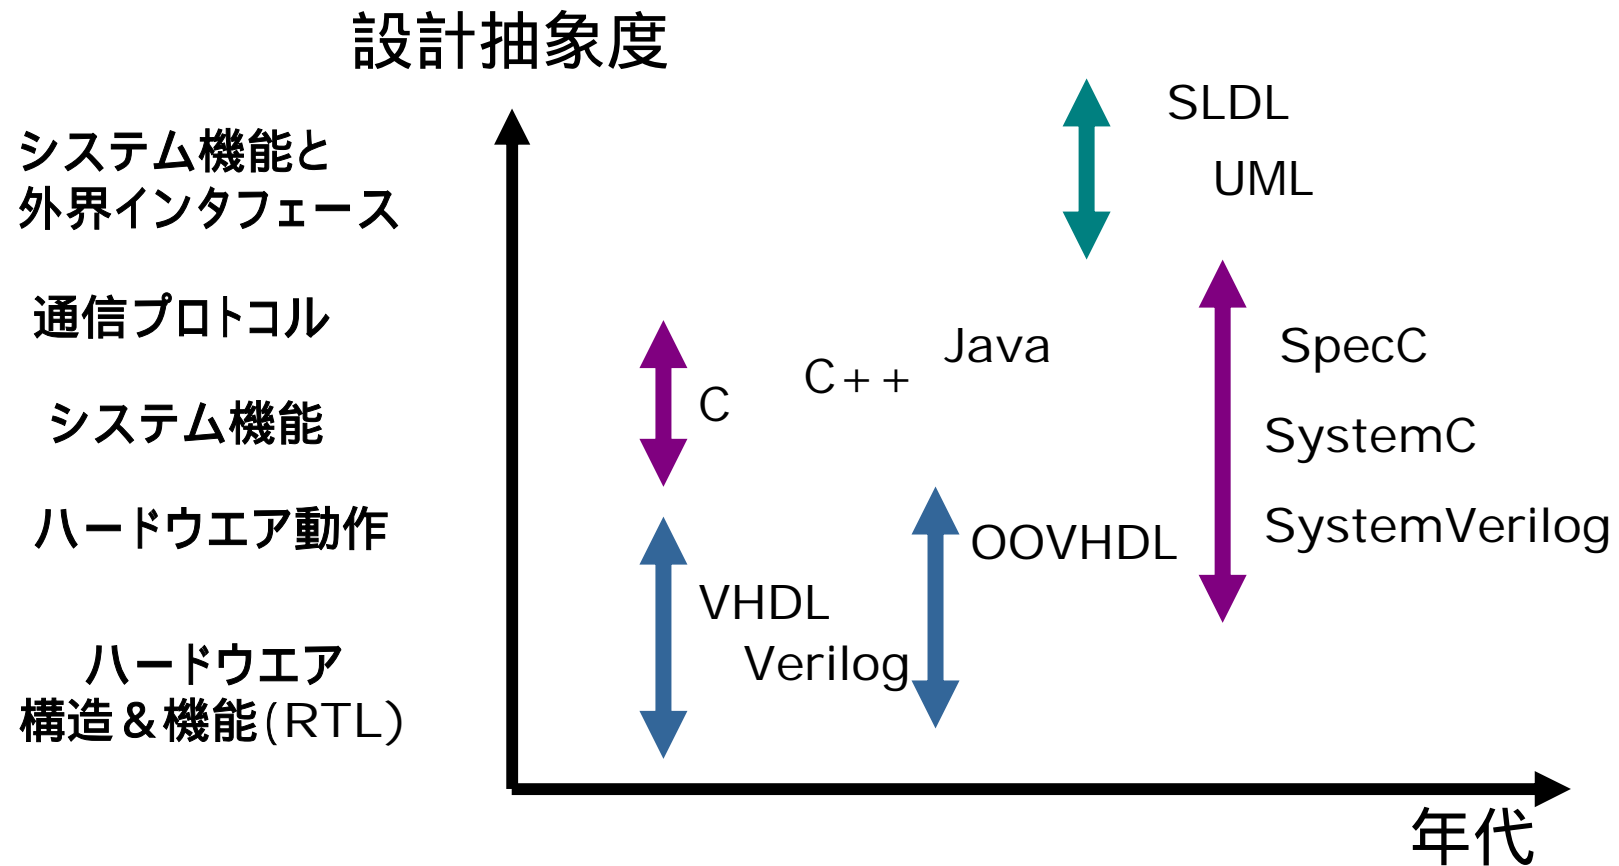 設計抽象度
システム機能と
外界インタフェース
通信プロトコル
システム機能
ハードウエア動作
ハードウエア
構造＆機能(RTL)
SLDL
UML
Java
C++
C
SpecC
SystemC
SystemVerilog
OOVHDL
VHDL
Verilog
年代